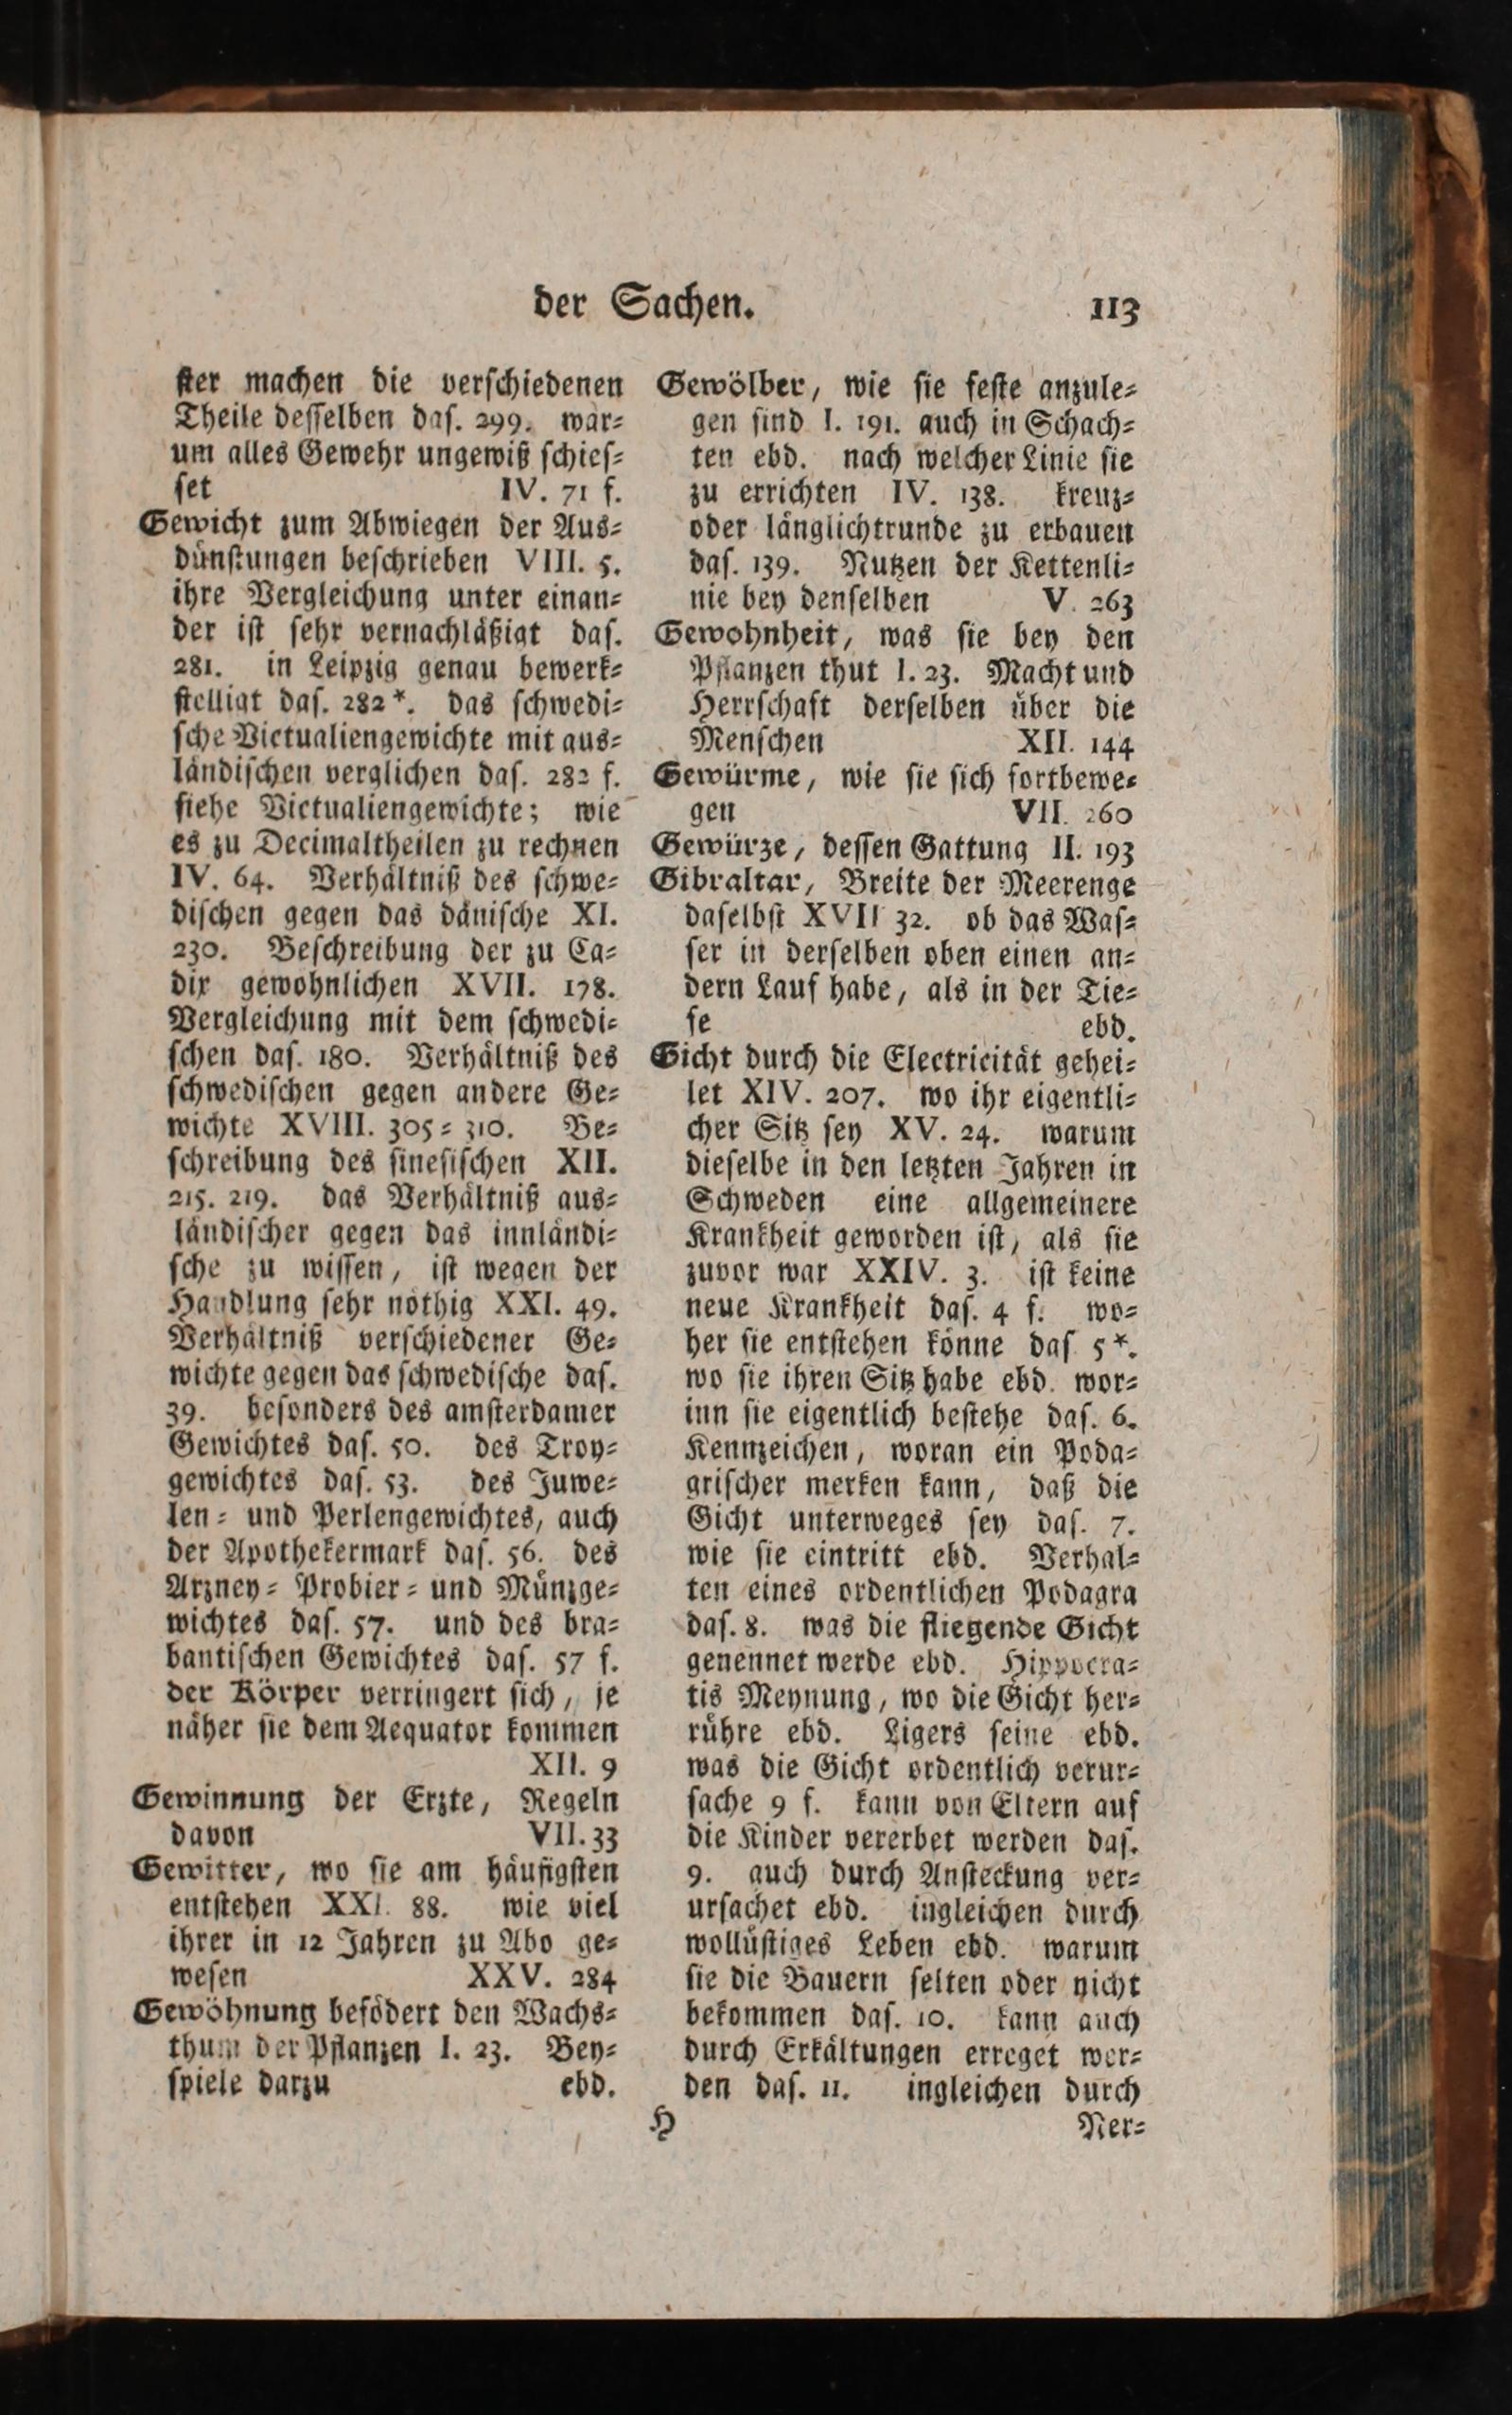 der Sachen. 113
ſter machen die verſchiedenen
Theile deſſelben daſ. 299. war⸗
um alles Gewehr ungewiß ſchieſ⸗
ſet IV. 71 f.
Gewicht zum Abwiegen der Aus⸗
dünſtungen beſchrieben VIII. 5.
ihre Vergleichung unter einan⸗
der iſt ſehr vernachläßigt daſ.
281. in Leipzig genau bewerk⸗
ſtelligt daſ. 282*. das ſchwedi⸗
ſche Victualiengewichte mit aus⸗
ländiſchen verglichen daſ. 282 f.
ſiehe Victualiengewichte; wie
es zu Decimaltheilen zu rechnen
IV. 64. Verhältniß des ſchwe⸗
diſchen gegen das däniſche XI.
230. Beſchreibung der zu Ca⸗
dix gewohnlichen XVII. 178.
Vergleichung mit dem ſchwedi⸗
ſchen daſ. 180. Verhältniß des
ſchwediſchen gegen andere Ge⸗
wichte XVIII. 305⸗310. Be⸗
ſchreibung des ſineſiſchen XII.
215. 219. das Verhältniß aus⸗
ländiſcher gegen das innländi⸗
ſche zu wiſſen, iſt wegen der
Handlung ſehr nöthig XXI. 49.
Verhältniß verſchiedener Ge⸗
wichte gegen das ſchwediſche daſ.
39. beſonders des amſterdamer
Gewichtes daſ. 50. des Troy⸗
gewichtes daſ. 53. des Juwe⸗
len⸗ und Perlengewichtes, auch
der Apothekermark daſ. 56. des
Arzney⸗ Probier⸗ und Münzge⸗
wichtes daſ. 57. und des bra⸗
bantiſchen Gewichtes daſ. 57 f.
der Körper verringert ſich, je
näher ſie dem Aequator kommen
XII. 9
Gewinnung der Erzte, Regeln
davon VII. 33
Gewitter, wo ſie am häufigſten
entſtehen XXI. 88. wie viel
ihrer in 12 Jahren zu Abo ge⸗
weſen XXV. 284
Gewöhnung befödert den Wachs⸗
thum der Pflanzen I. 23. Bey⸗
ſpiele darzu ebd.
Gewölber, wie ſie feſte anzule⸗
gen ſind I. 191. auch in Schach⸗
ten ebd. nach welcher Linie ſie
zu errichten IV. 138. kreuz⸗
oder länglichtrunde zu erbauen
daſ. 139. Nutzen der Kettenli⸗
nie bey denſelben V. 263
Gewohnheit, was ſie bey den
Pflanzen thut I. 23. Macht und
Herrſchaft derſelben über die
Menſchen XII. 144
Gewürme, wie ſie ſich fortbewe⸗
gen VII. 260
Gewürze, deſſen Gattung II. 193
Gibraltar, Breite der Meerenge
daſelbſt XVII 32. ob das Waſ⸗
ſer in derſelben oben einen an⸗
dern Lauf habe, als in der Tie⸗
fe ebd.
Gicht durch die Electricität gehei⸗
let XIV. 207. wo ihr eigentli⸗
cher Sitz ſey XV. 24. warum
dieſelbe in den letzten Jahren in
Schweden eine allgemeinere
Krankheit geworden iſt, als ſie
zuvor war XXIV. 3. iſt keine
neue Krankheit daſ. 4 f. wo⸗
her ſie entſtehen könne daſ 5*.
wo ſie ihren Sitz habe ebd. wor⸗
inn ſie eigentlich beſtehe daſ. 6.
Kennzeichen, woran ein Poda⸗
griſcher merken kann, daß die
Gicht unterweges ſey daſ. 7.
wie ſie eintritt ebd. Verhal⸗
ten eines ordentlichen Podagra
daſ. 8. was die fliegende Gicht
genennet werde ebd. Hippocra⸗
tis Meynung, wo die Gicht her⸗
rühre ebd. Ligers ſeine ebd.
was die Gicht ordentlich verur⸗
ſache 9 f. kann von Eltern auf
die Kinder vererbet werden daſ.
9. auch durch Anſteckung ver⸗
urſachet ebd. ingleichen durch
wollüſtiges Leben ebd. warum
ſie die Bauern ſelten oder nicht
bekommen daſ. 10. kann auch
durch Erkältungen erreget wer⸗
den daſ. 11. ingleichen durch
H Ner⸗